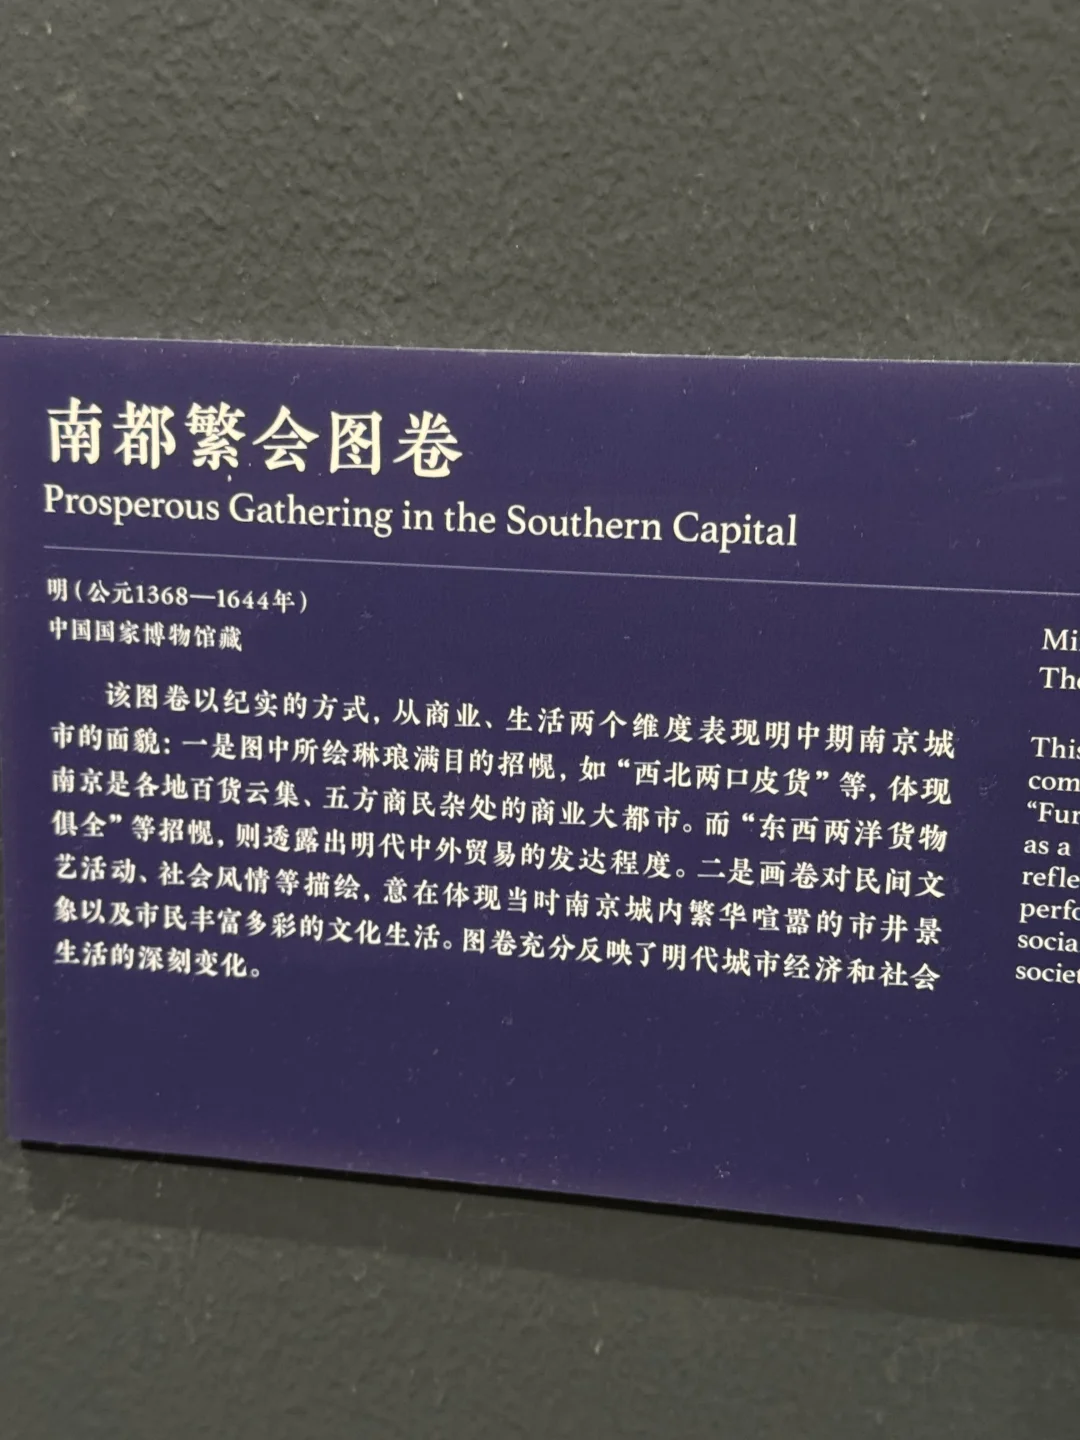 南都繁会图卷
Prosperous Gathering in the Southern Capital
明（公元1368—1644年）
中国国家博物馆藏
该图卷以纪实的方式，从商业、生活两个维度表现明中期南京城
市的面貌：一是图中所绘琳琅满目的招幌，如“西北两口皮货”等，体现
南京是各地百货云集、五方商民杂处的商业大都市。而“东西两洋货物
俱全”等招幌，则透露出明代中外贸易的发达程度。二是画卷对民间文
艺活动、社会风情等描绘，意在体现当时南京城内繁华喧嚣的市井景
象以及市民丰富多彩的文化生活。图卷充分反映了明代城市经济和社会
生活的深刻变化。
Mi
The
This
com
“Fur
as a
refle
perfo
socia
societ